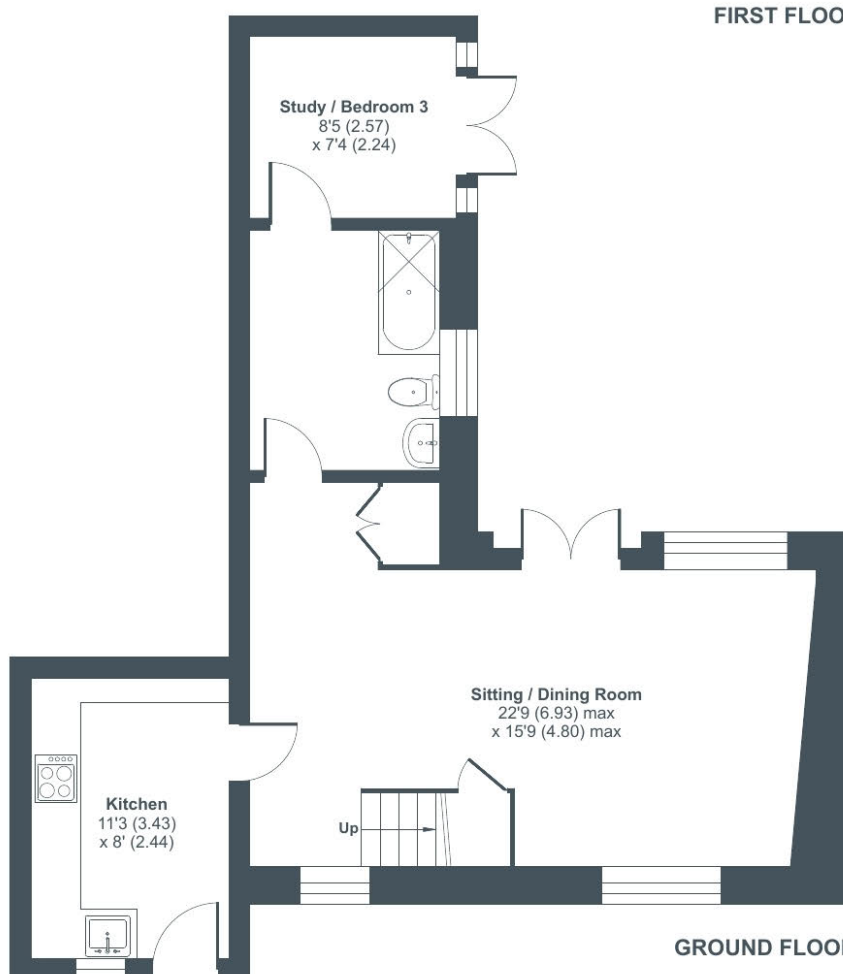 FIRST FLOO
Study / Bedroom 3
8'5 (2.57)
x 7'4 (2.24)
Sitting / Dining Room
22'9 (6.93) max
x 15'9 (4.80) max
Kitchen
11'3 (3.43)
x 8' (2.44)
Up
GROUND FLOOR